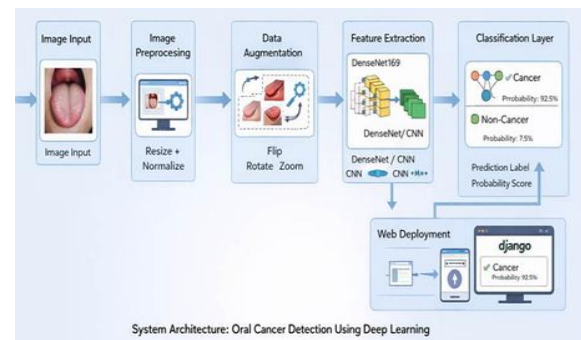 Image Input
Image Input
Image
Preprocesing
Resize +
Normalize
Data
Augmentation
Flip
Rotate Zoom
Feature Extraction
DenseNet169
DenseNet/CNN
DenseNet / CNN
CNN
CNN
Classification Layer
Cancer
Probability: 92.5%
Non-Cancer
Probability: 7.5%
Prediction Label
Probability Score
Web Deployment
django
Cancer
Probability 92.5%
System Architecture: Oral Cancer Detection Using Deep Learning